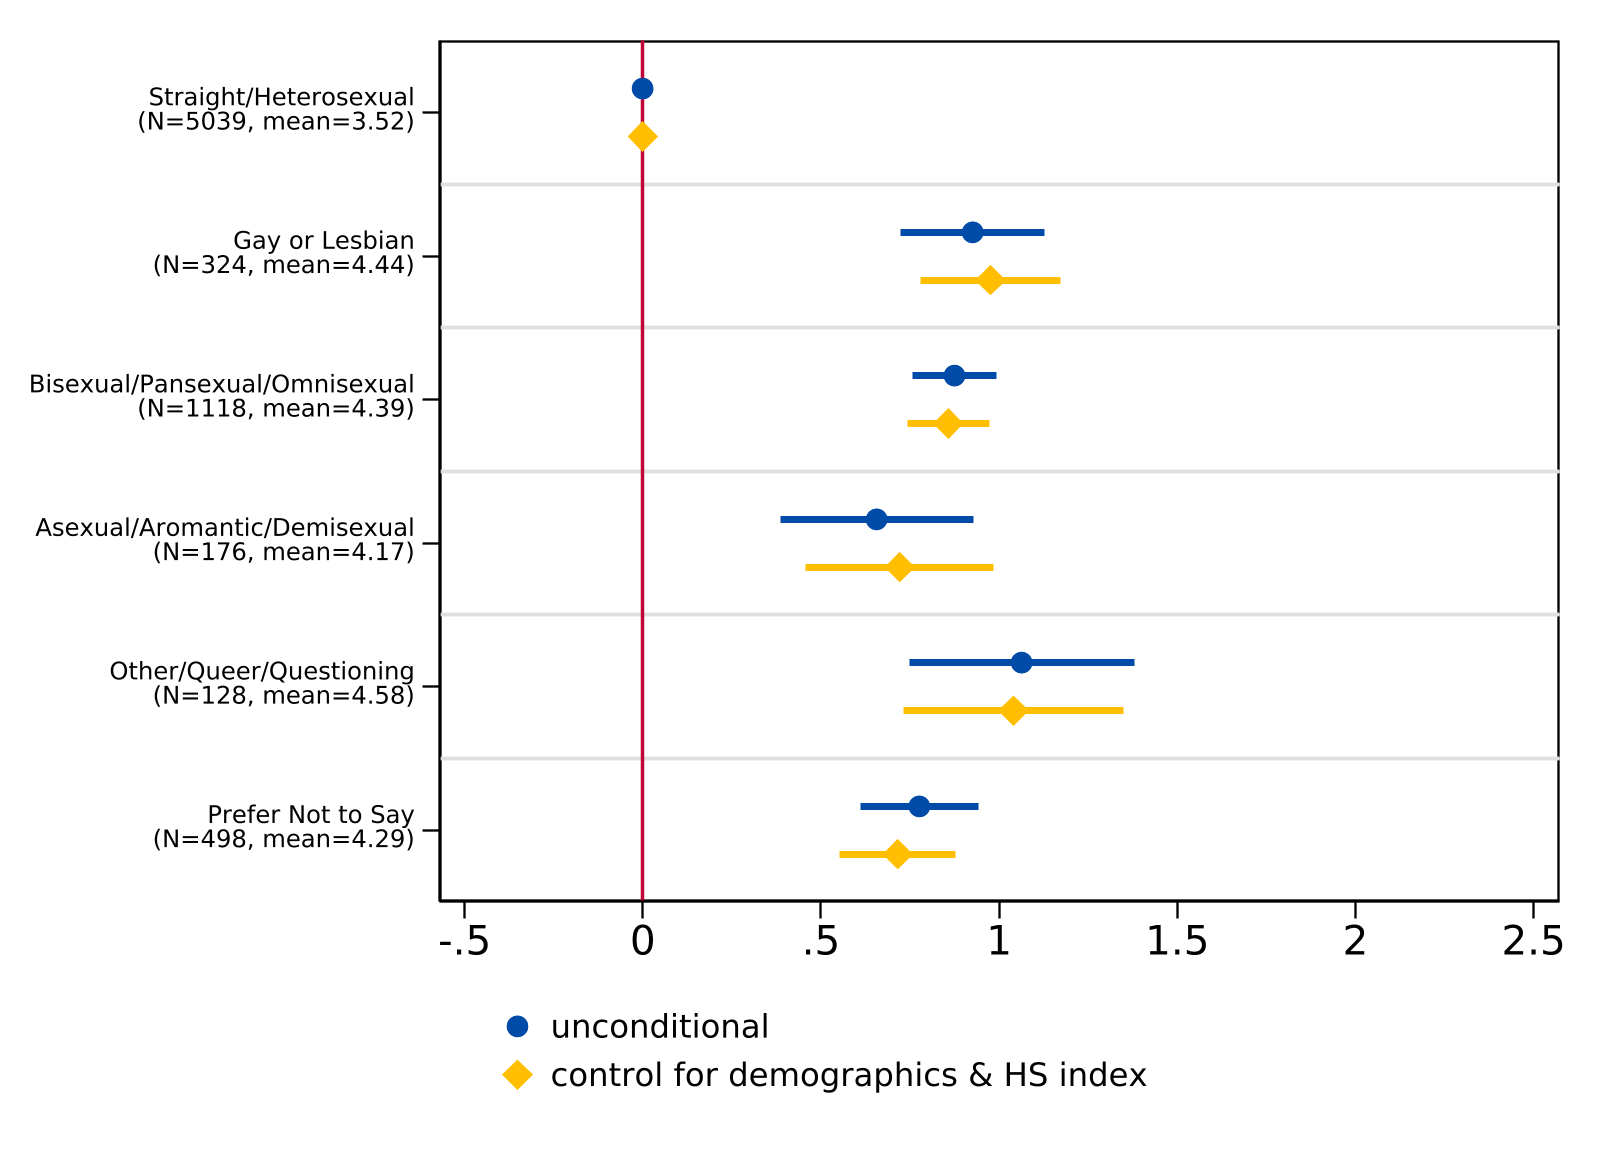 Straight/Heterosexual
(N=5039, mean=3.52)
Gay or Lesbian
(N=324, mean=4.44)
Bisexual/Pansexual/Omnisexual
(N=1118, mean=4.39)
Asexual/Aromantic/Demisexual
(N=176, mean=4.17)
Other/Queer/Questioning
(N=128, mean=4.58)
Prefer Not to Say
(N=498, mean=4.29)
-.5 0 .5 1 1.5 2 2.5
unconditional
control for demographics & HS index